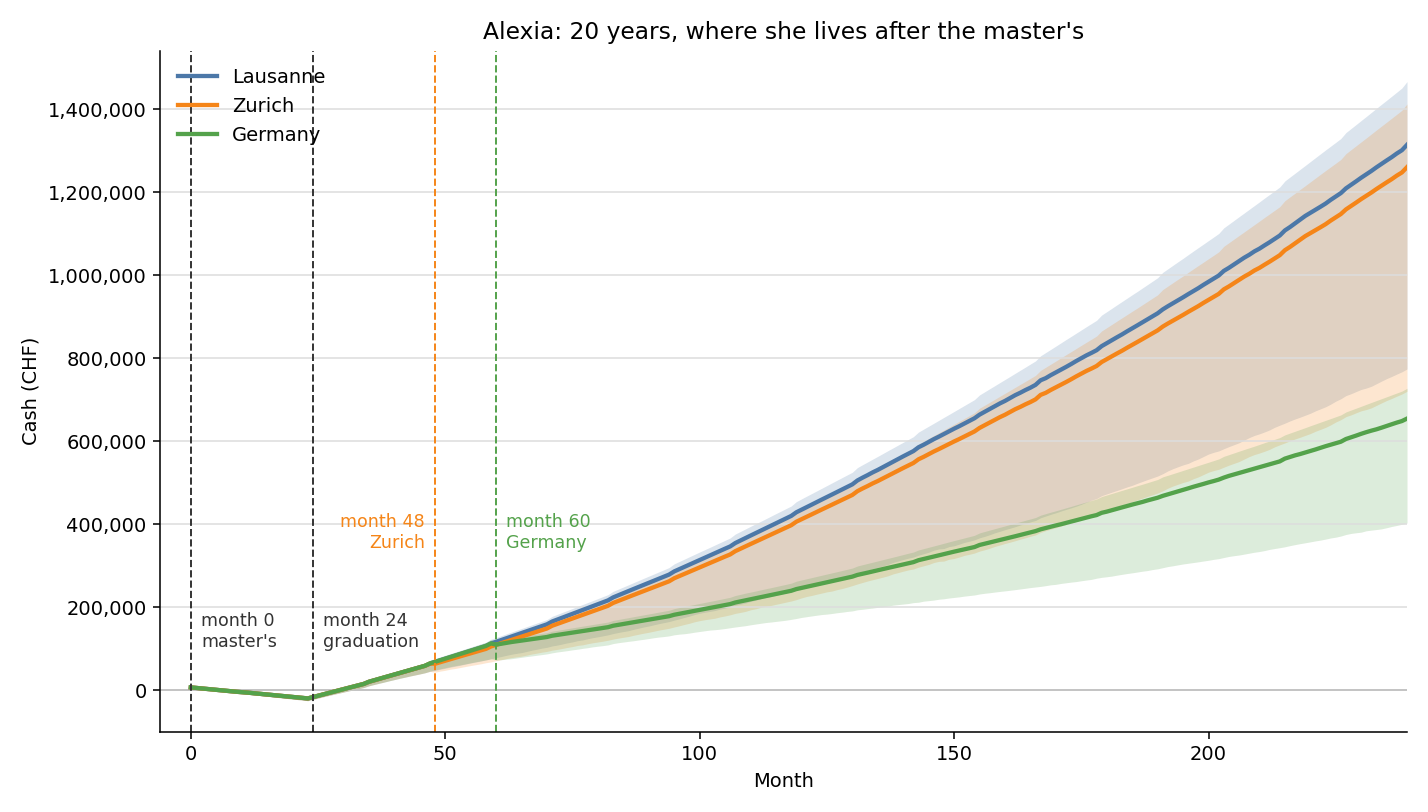 Alexia: 20 years, where she lives after the master's
Lausanne
Zurich
Germany
1,400,000
1,200,000
1,000,000
800,000
600,000
400,000
200,000
0
Cash (CHF)
month 48
Zurich
month 60
Germany
month 0
master's
month 24
graduation
0
50
100
150
200
Month